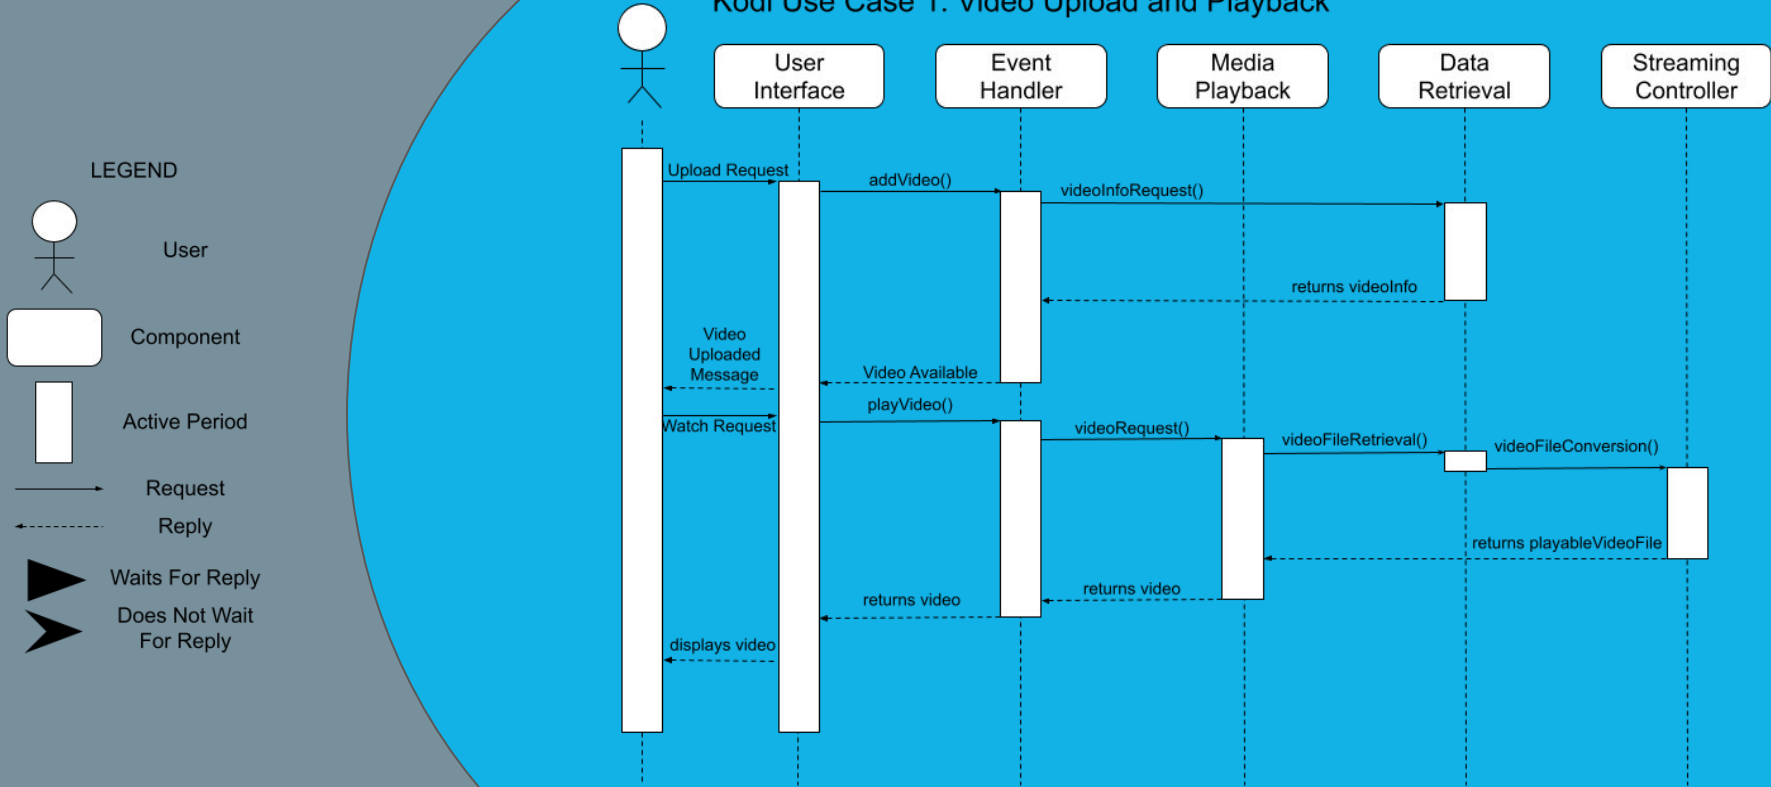 Kodi Use Case 1: Video Upload and Playback
User
Interface
Event
Handler
Media
Playback
Data
Retrieval
Streaming
Controller
LEGEND
User
Component
Active Period
Request
Reply
Waits For Reply
Does Not Wait
For Reply
Upload Request
addVideo()
videoInfoRequest()
returns videoInfo
Video
Uploaded
Message
Video Available
Watch Request
playVideo()
videoRequest()
videoFileRetrieval()
videoFileConversion()
returns playableVideoFile
returns video
returns video
displays video